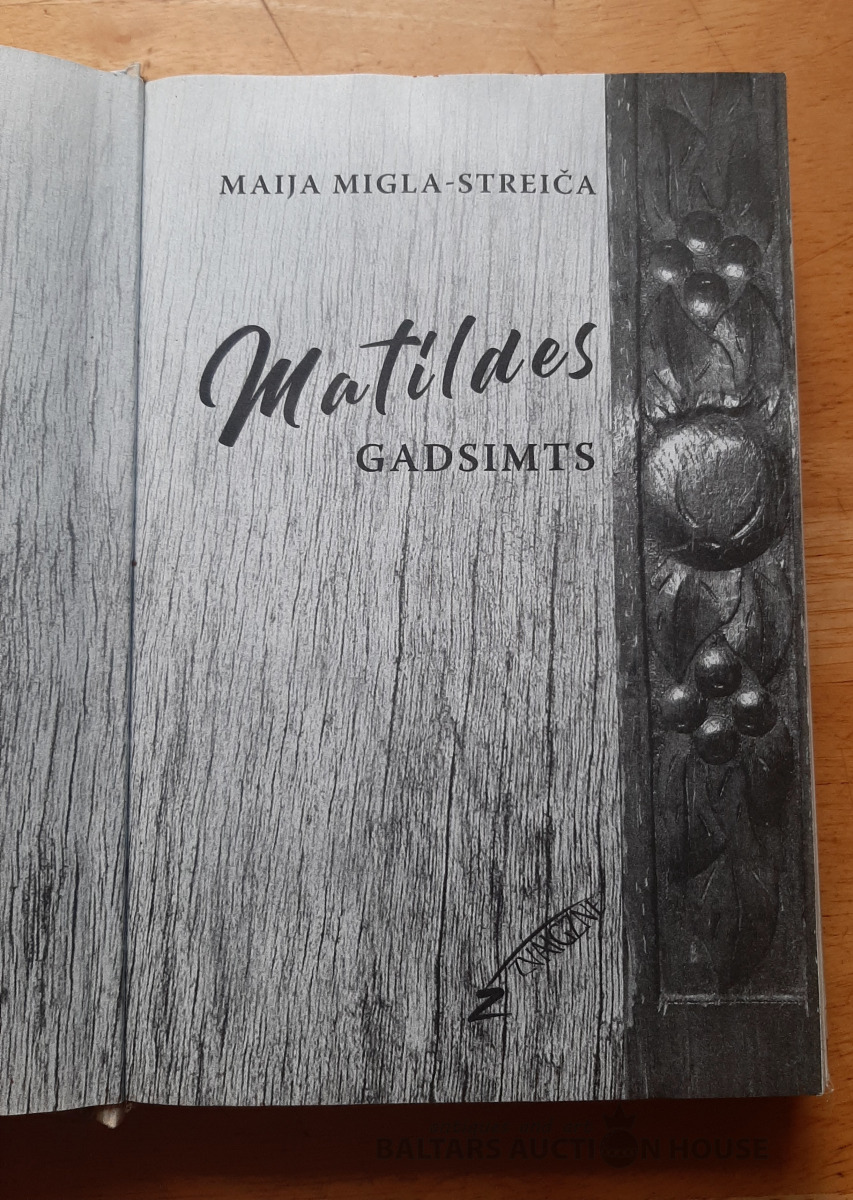 MAIJA MIGLA-STREIČA
Matildes
GADSIMTS
ZVAIGZNE
BALTARS AUCTION HOUSE